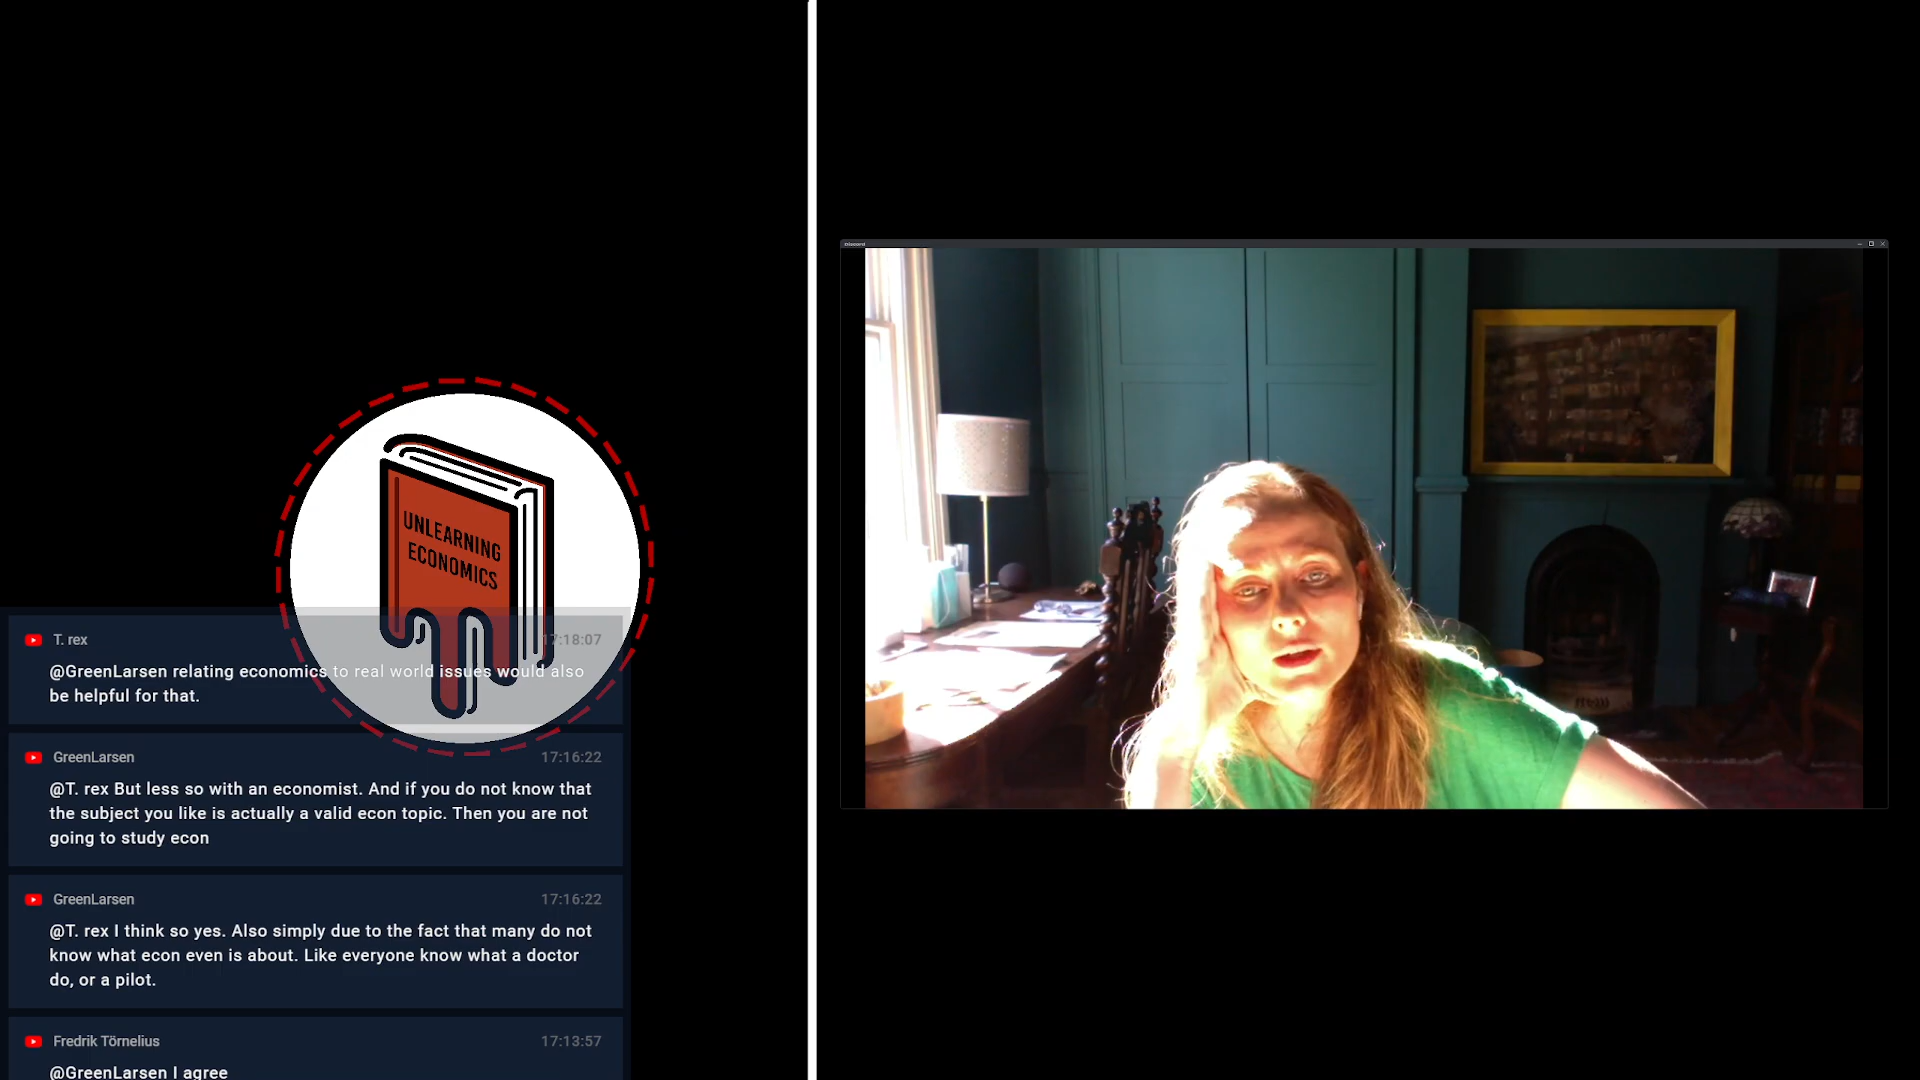 UNLEARNING
ECONOMICS
T. rex
17:18:07
@GreenLarsen relating economics to real world issues would also
be helpful for that.
GreenLarsen
17:16:22
@T. rex But less so with an economist. And if you do not know that
the subject you like is actually a valid econ topic. Then you are not
going to study econ
GreenLarsen
17:16:22
@T. rex I think so yes. Also simply due to the fact that many do not
know what econ even is about. Like everyone know what a doctor
do, or a pilot.
Fredrik Törnelius
17:13:57
@GreenLarsen I agree
Discord